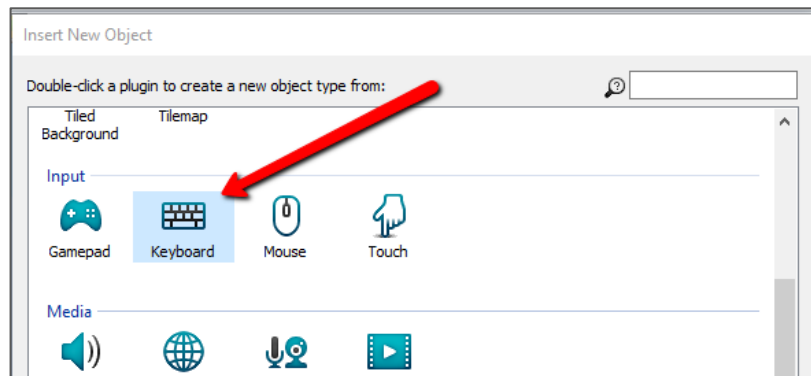 Insert New Object
Double-click a plugin to create a new object type from:
Tiled Background
Tilemap
Input
Gamepad
Keyboard
Mouse
Touch
Media